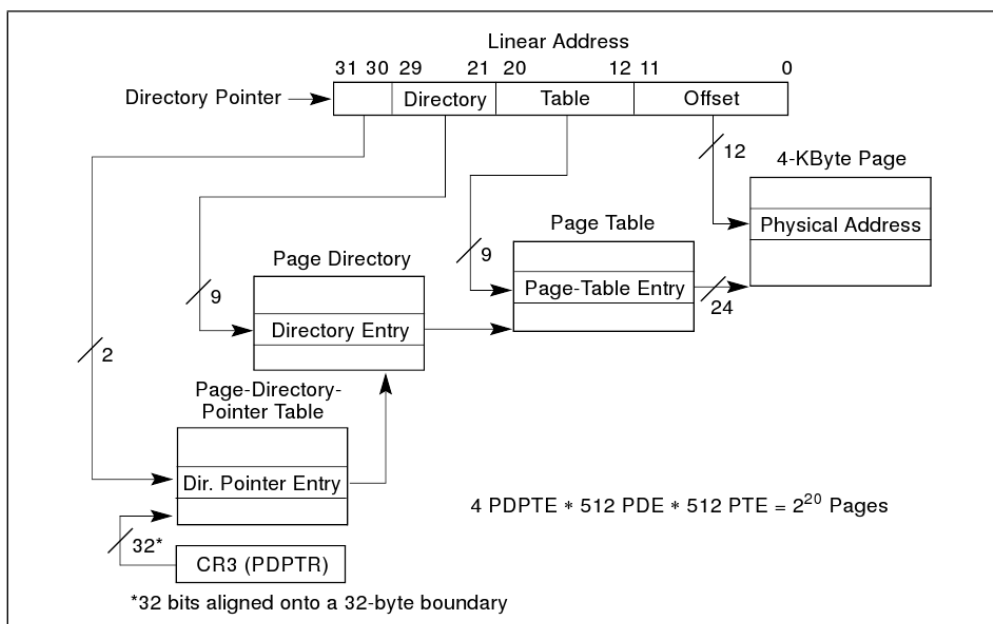 Linear Address
31 30 29 21 20 12 11 0
Directory Pointer
Directory Table Offset
12
4-KByte Page
Physical Address
Page Table
9
Page-Table Entry
24
Page Directory
9
Directory Entry
2
Page-Directory-
Pointer Table
Dir. Pointer Entry
4 PDPTE * 512 PDE * 512 PTE = 2²⁰ Pages
32*
CR3 (PDPTR)
*32 bits aligned onto a 32-byte boundary